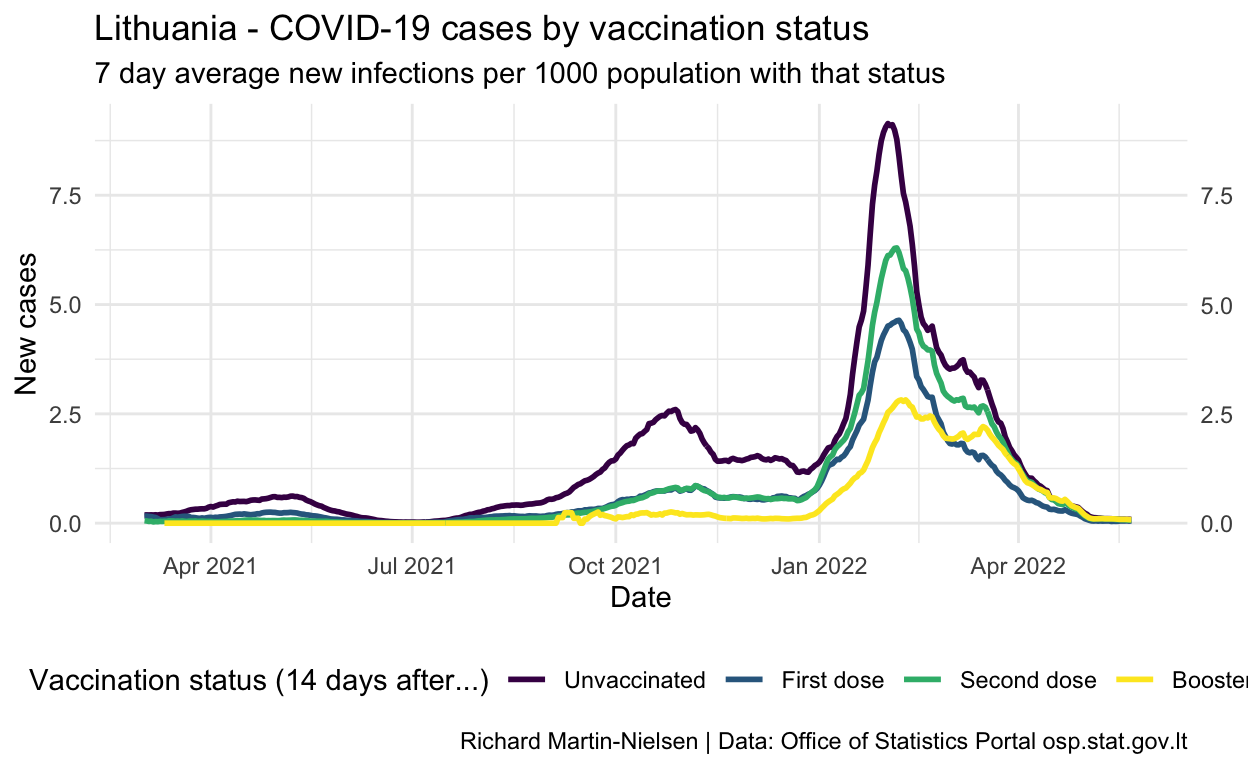 Lithuania - COVID-19 cases by vaccination status
7 day average new infections per 1000 population with that status
New cases
7.5
5.0
2.5
0.0
7.5
5.0
2.5
0.0
Apr 2021 Jul 2021 Oct 2021 Jan 2022 Apr 2022
Date
Vaccination status (14 days after...) Unvaccinated First dose Second dose Booster
Richard Martin-Nielsen | Data: Office of Statistics Portal osp.stat.gov.lt